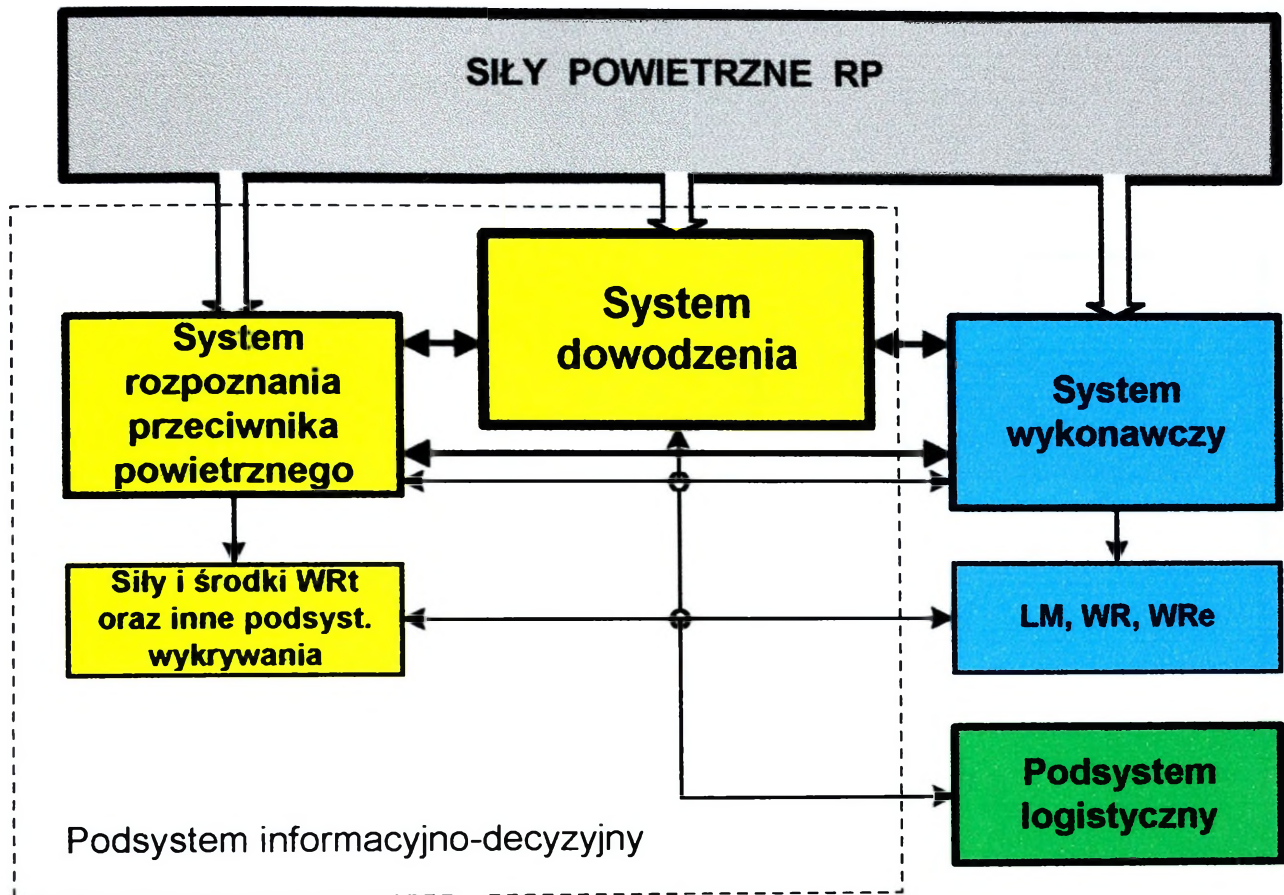 SIŁY POWIETRZNE RP
System
dowodzenia
System
rozpoznania
przeciwnika
powietrznego
System
wykonawczy
Siły i środki WRt
oraz inne podsyst.
wykrywania
LM, WR, WRe
Podsystem
logistyczny
Podsystem informacyjno-decyzyjny